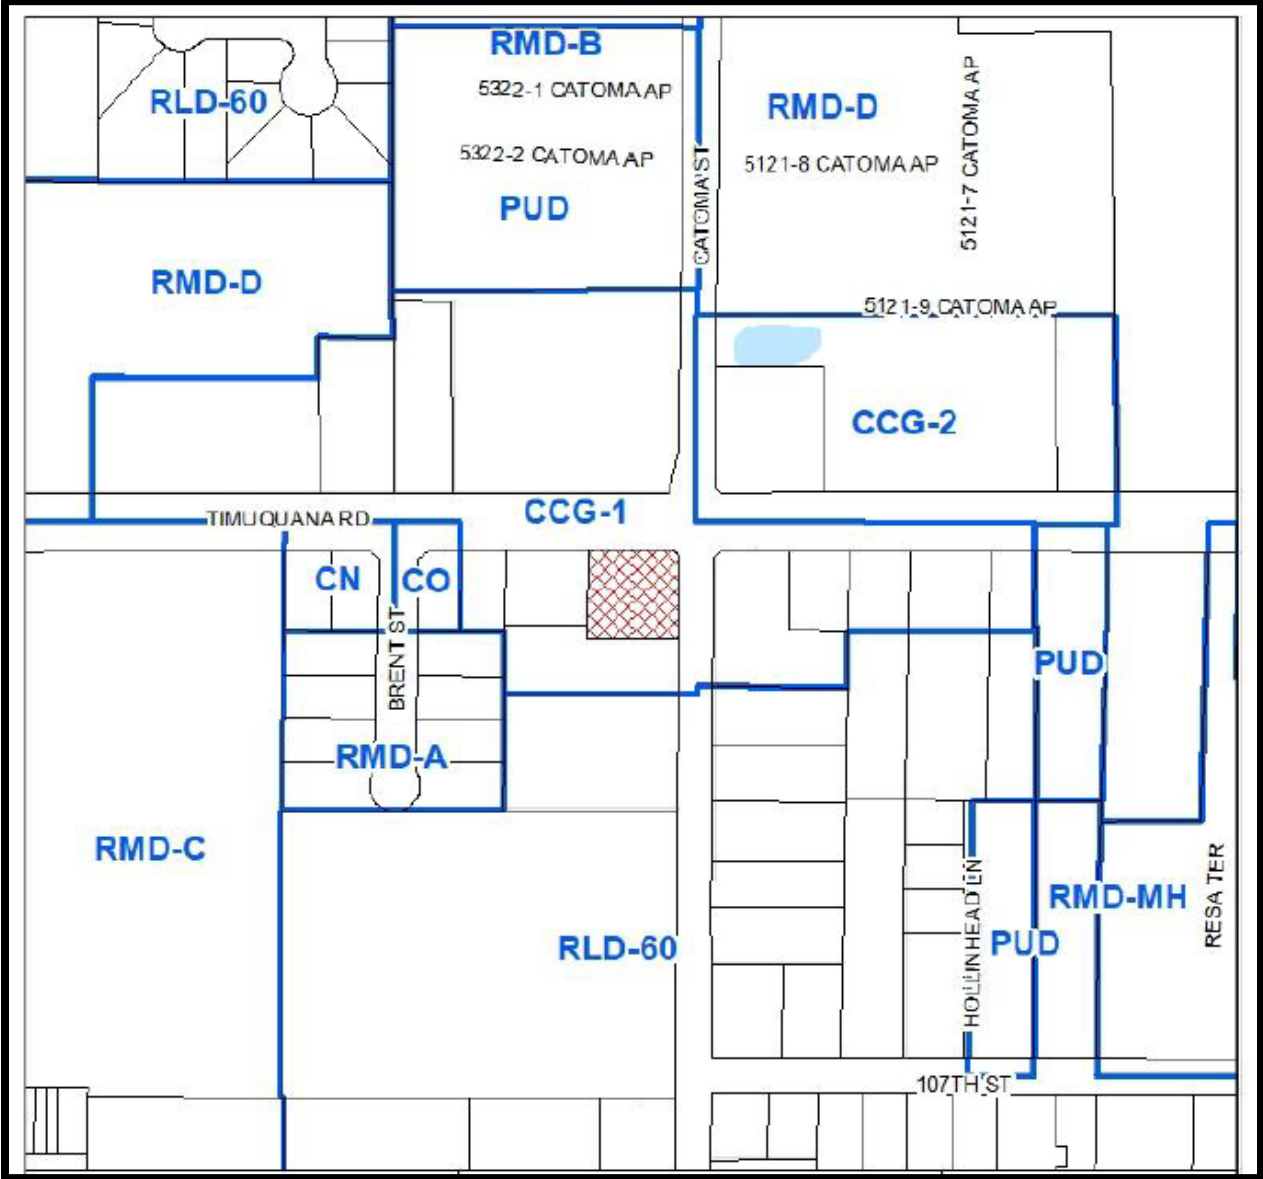 RMD-B
5322-1 CATOMA AP
RLD-60
RMD-D
5121-7 CATOMA AP
5322-2 CATOMA AP
5121-8 CATOMA AP
PUD
CATOMA ST
RMD-D
5121-9 CATOMA AP
CCG-2
CCG-1
TIMUQUANA RD
CN
CO
BRENT ST
PUD
RMD-A
RMD-C
RMD-MH
RESA TER
RLD-60
HOLLINHEAD LN
PUD
107TH ST